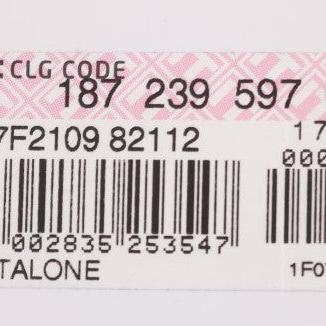 CLG CODE
187 239 597
7F2109 82112
17
000
002835 253547
TALONE
1F0